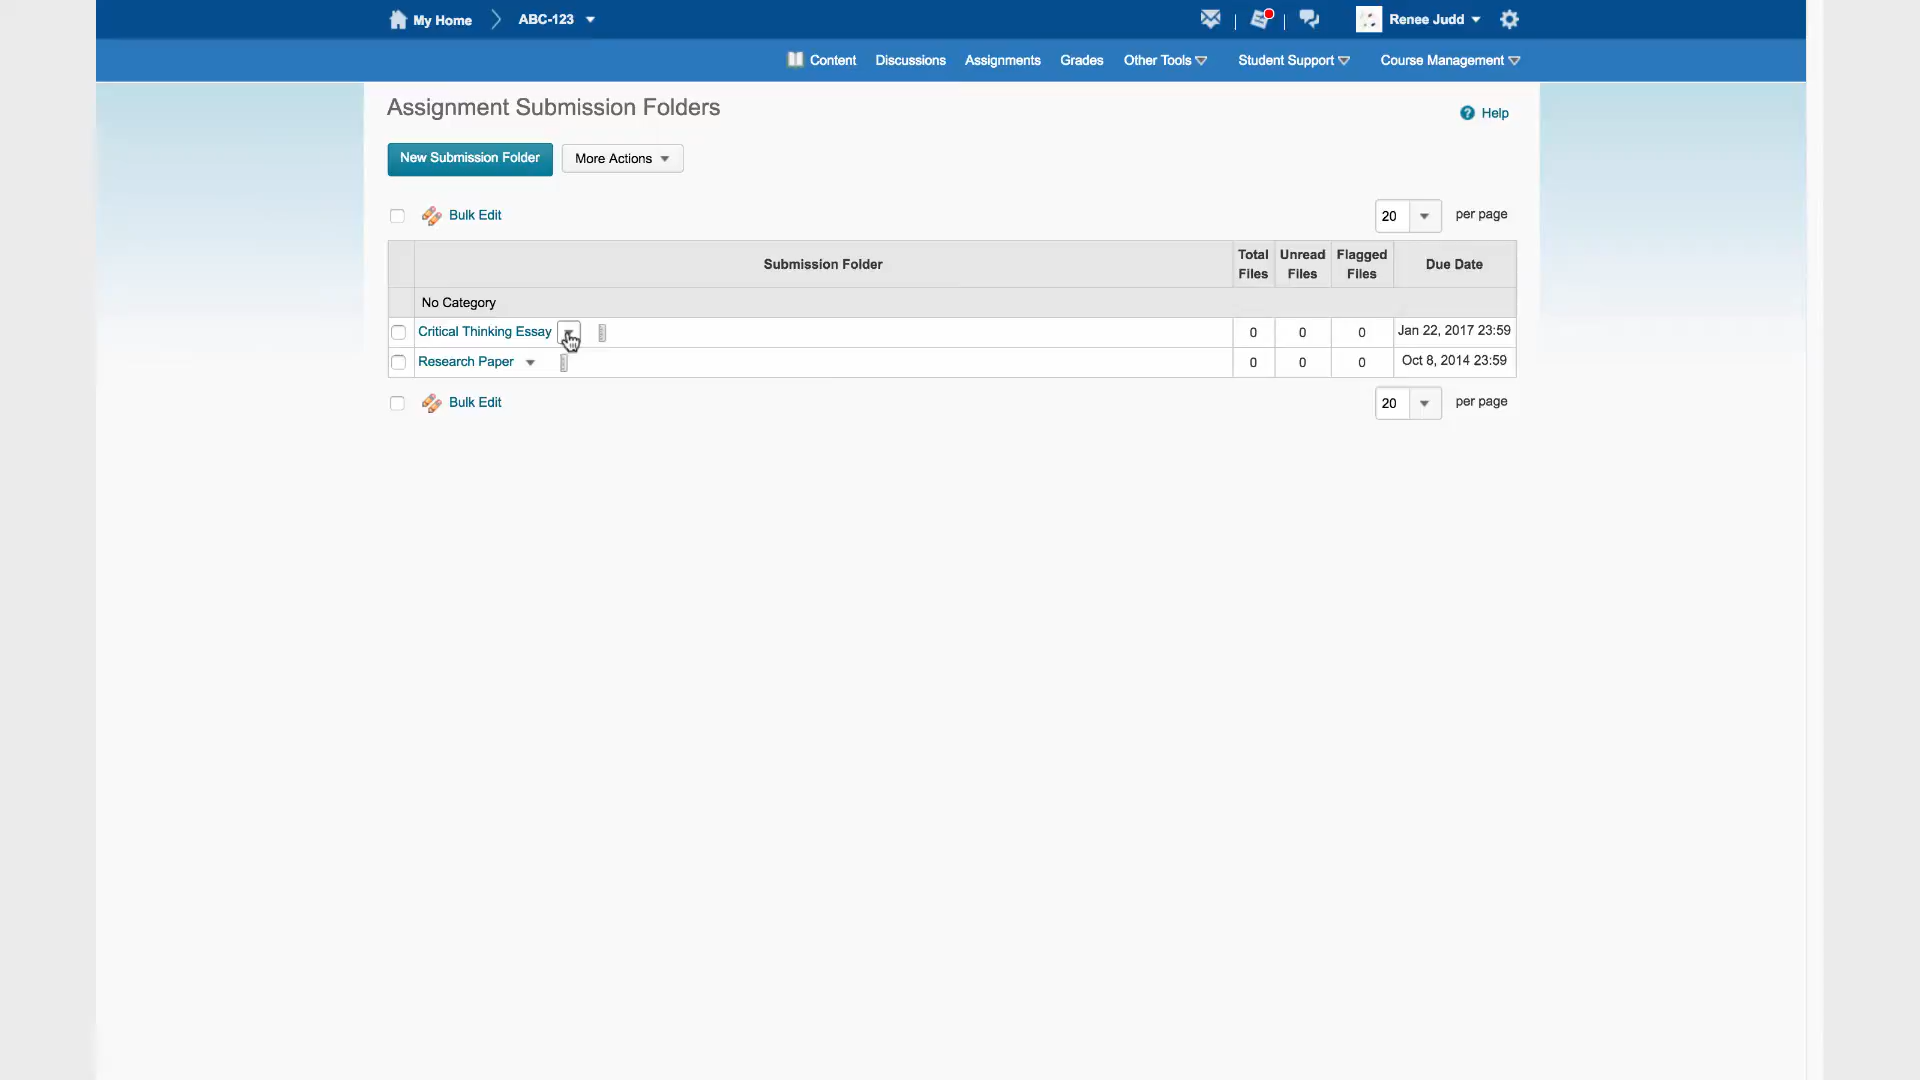 My Home ABC-123 Renee Judd
Content Discussions Assignments Grades Other Tools Student Support Course Management
Assignment Submission Folders
Help
New Submission Folder More Actions
Bulk Edit 20 per page
Submission Folder Total Files Unread Files Flagged Files Due Date
No Category
Critical Thinking Essay 0 0 0 Jan 22, 2017 23:59
Research Paper 0 0 0 Oct 8, 2014 23:59
Bulk Edit 20 per page